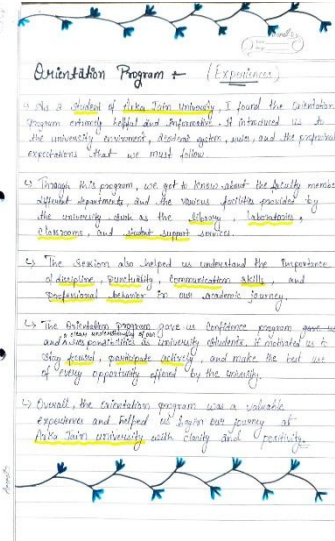 Orientation Program → (Experiences)
↳ As a student of Arka Jain University, I found the Orientation
program extremely helpful and informative. It introduced us to
the university enviroment, academic system, rules, and the
expectations that we must follow.
↳ Through this program, we got to know about the faculty membe
different departments, and the various facilities provided by
the university such as the library, laboratories,
classrooms, and student support services.
↳ The session also helped us understand the importance
of discipline, punctuality, communication skills, and
professional behavior in our academic journey.
↳ The Orientation program gave us confidence program gave us
a clear understanding of our
and responsibilities as university students. it motivated us to
stay focused, participate actively, and make the best use
of every opportunity offered by the university.
↳ Overall, the orientation program was a valuable
experience and helped us begin our journey at
Arka Jain university with clarity and positivity.